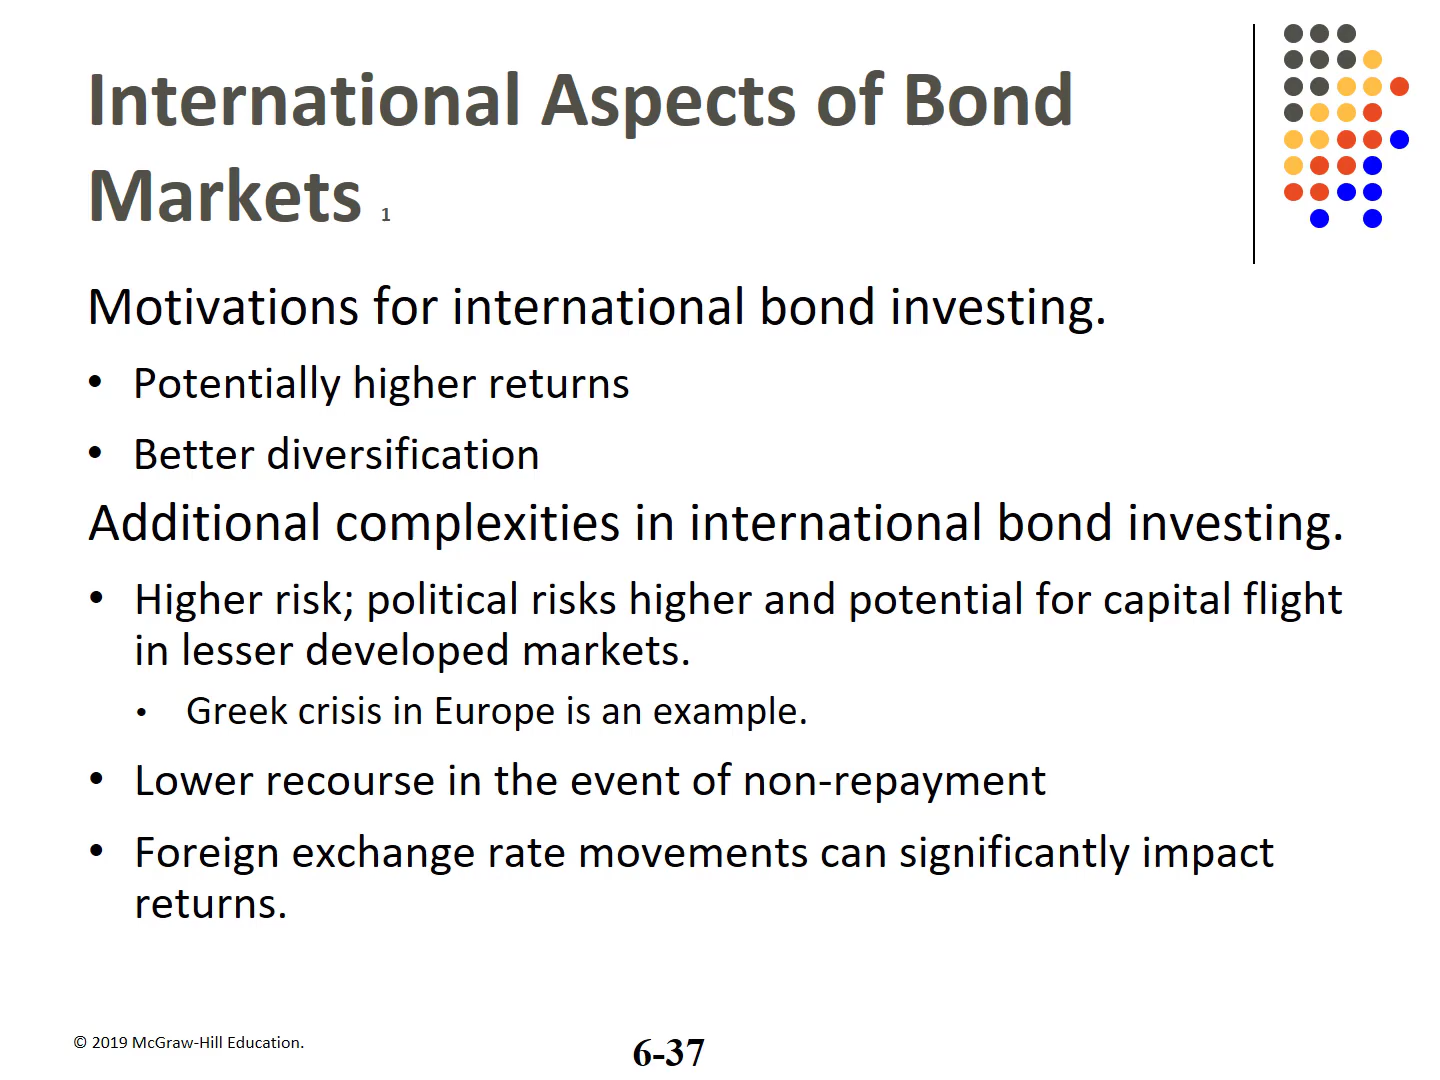 International Aspects of Bond
Markets 1
Motivations for international bond investing.
• Potentially higher returns
• Better diversification
Additional complexities in international bond investing.
• Higher risk; political risks higher and potential for capital flight
in lesser developed markets.
• Greek crisis in Europe is an example.
• Lower recourse in the event of non-repayment
• Foreign exchange rate movements can significantly impact
returns.
© 2019 McGraw-Hill Education.
6-37